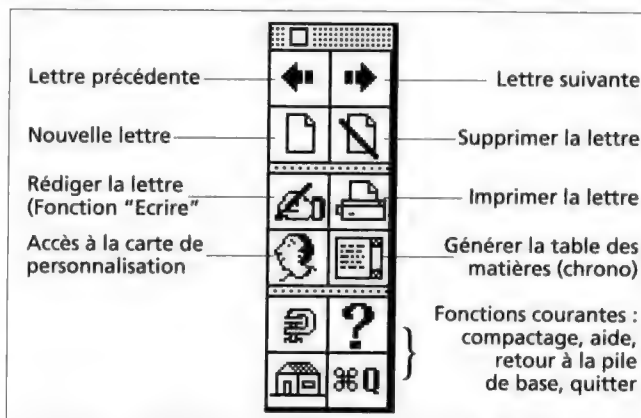 Lettre précédente
Lettre suivante
Nouvelle lettre
Supprimer la lettre
Rédiger la lettre
(Fonction "Ecrire"
Imprimer la lettre
Accès à la carte de
personnalisation
Générer la table des
matières (chrono)
?
⌘Q
Fonctions courantes :
compactage, aide,
retour à la pile
de base, quitter